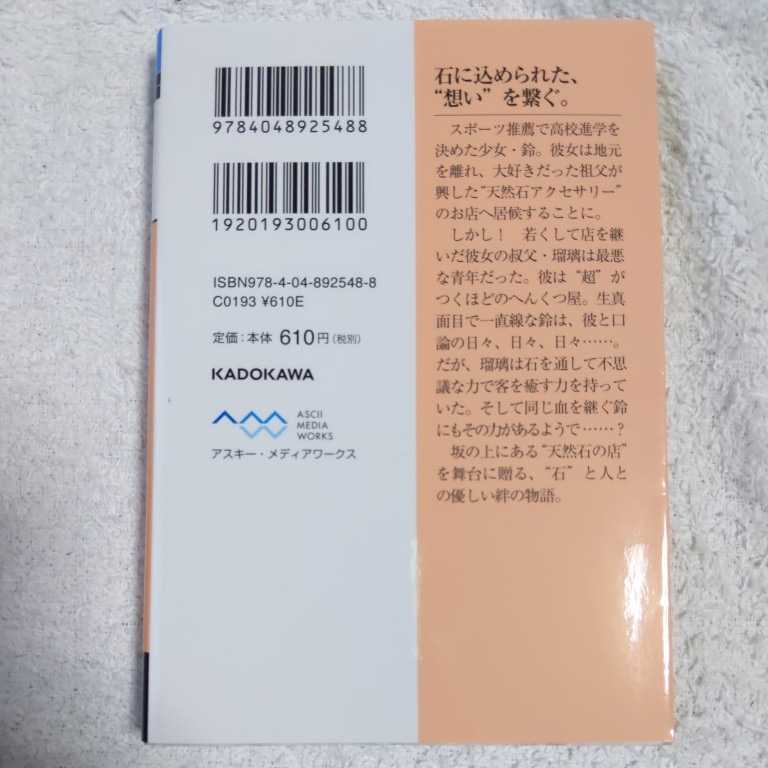 9784048925488
1920193006100
ISBN978-4-04-892548-8
C0193 ¥610E
定価:本体 610円(税別)
KADOKAWA
ASCII
MEDIA
WORKS
アスキー・メディアワークス
石に込められた、
“想い”を繋ぐ。
スポーツ推薦で高校進学を
決めた少女・鈴。彼女は地元
を離れ、大好きだった祖父が
興した“天然石アクセサリー”
のお店へ居候することに。
しかし! 若くして店を継
いだ彼女の叔父・瑠璃は最悪
な青年だった。彼は“超”が
つくほどのへんくつ屋。生真
面目で一直線な鈴は、彼と口
論の日々、日々、日々……。
だが、瑠璃は石を通して不思
議な力で客を癒す力を持って
いた。そして同じ血を継ぐ鈴
にもその力があるようで……?
坂の上にある“天然石の店”
を舞台に贈る、“石”と人と
の優しい絆の物語。